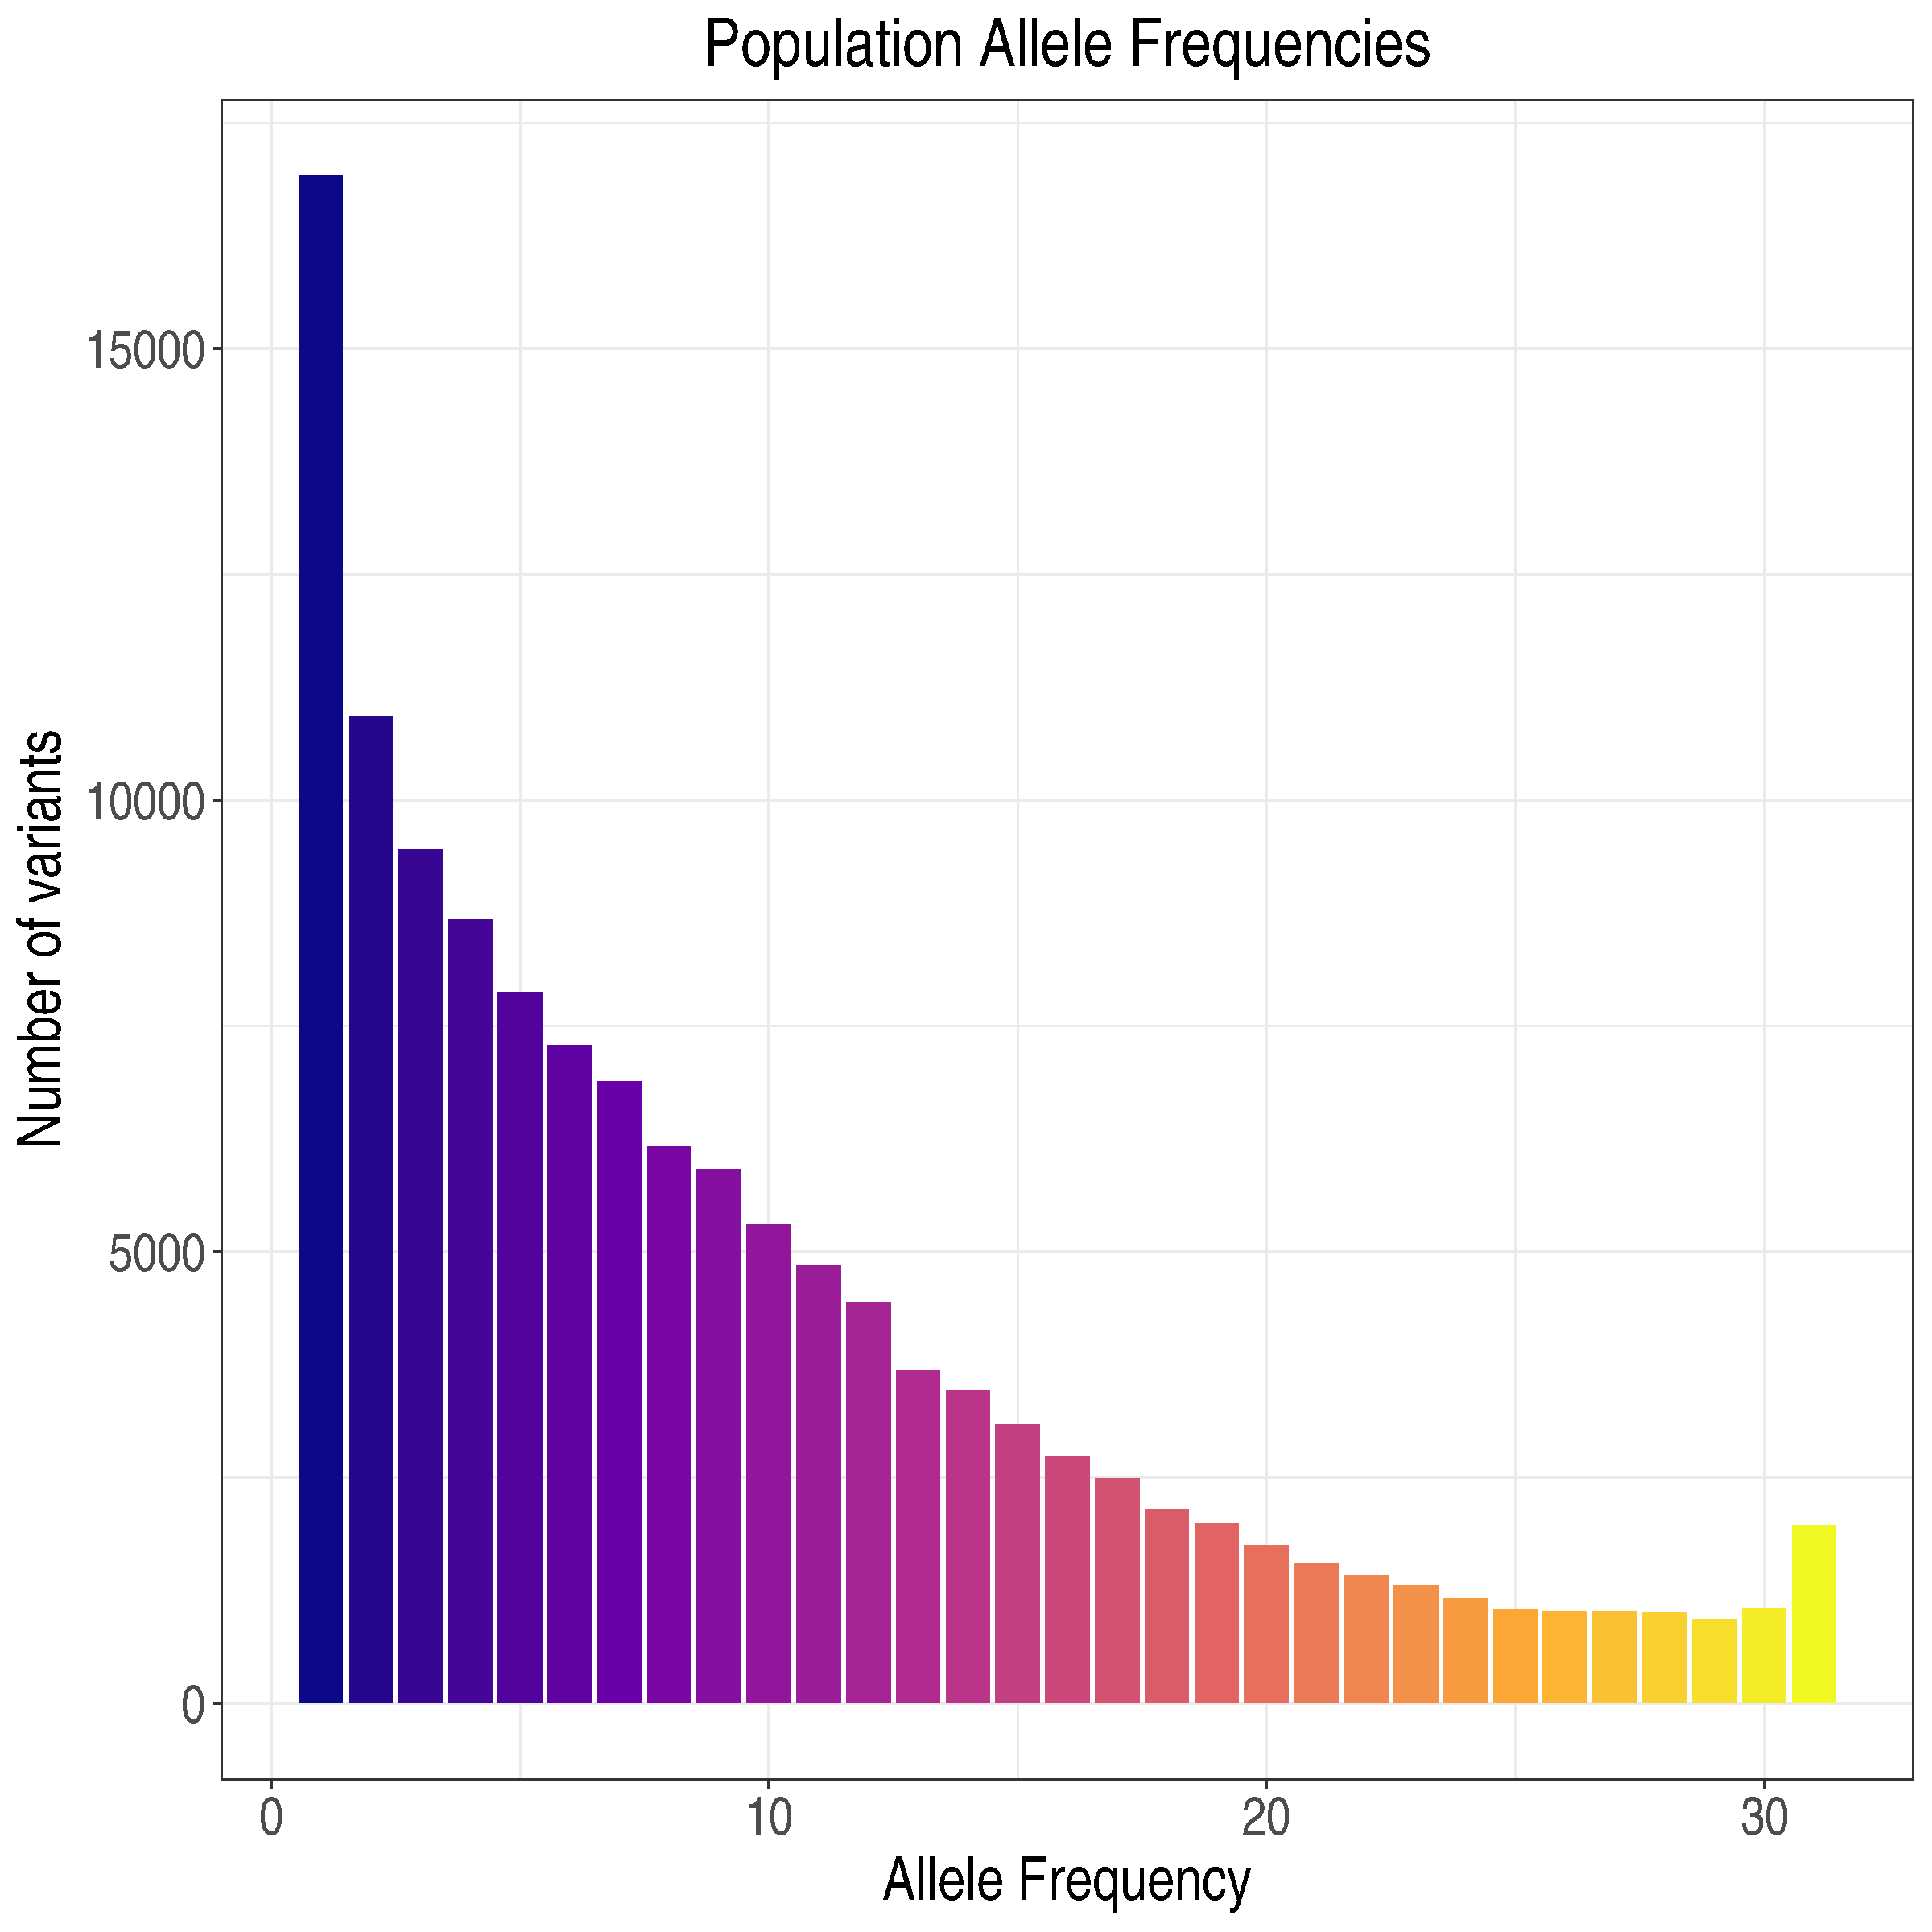 Population Allele Frequencies
Number of variants
15000
10000
5000
0
0 10 20 30
Allele Frequency